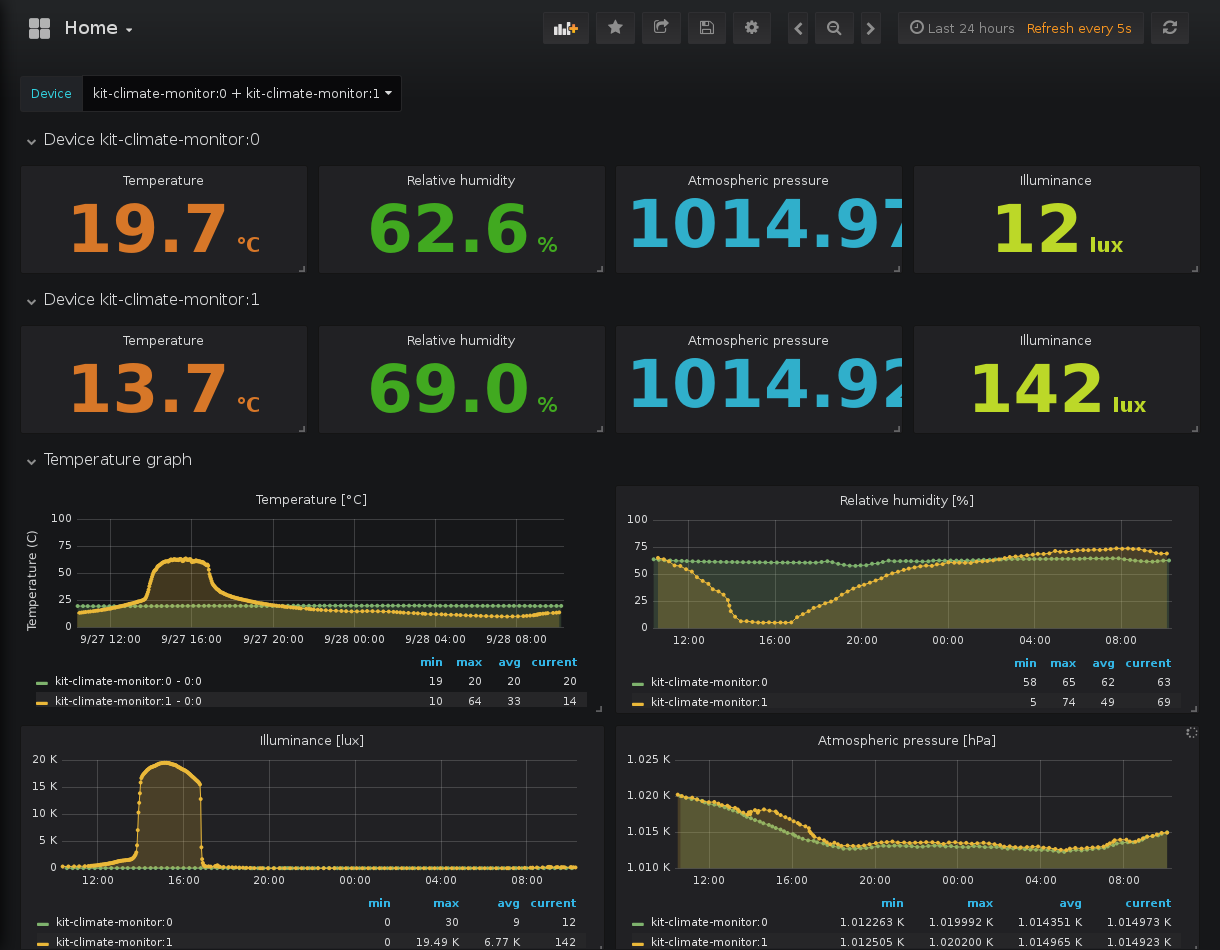 Home
Last 24 hours Refresh every 5s
Device kit-climate-monitor:0 + kit-climate-monitor:1
Device kit-climate-monitor:0
Temperature Relative humidity Atmospheric pressure Illuminance
19.7 °C 62.6 % 1014.97 12 lux
Device kit-climate-monitor:1
Temperature Relative humidity Atmospheric pressure Illuminance
13.7 °C 69.0 % 1014.92 142 lux
Temperature graph
Temperature [°C]
Temperature (C)
100
75
50
25
0
9/27 12:00 9/27 16:00 9/27 20:00 9/28 00:00 9/28 04:00 9/28 08:00
min max avg current
kit-climate-monitor:0 - 0:0 19 20 20 20
kit-climate-monitor:1 - 0:0 10 64 33 14
Relative humidity [%]
100
75
50
25
0
12:00 16:00 20:00 00:00 04:00 08:00
min max avg current
kit-climate-monitor:0 58 65 62 63
kit-climate-monitor:1 5 74 49 69
Illuminance [lux]
20 K
15 K
10 K
5 K
0
12:00 16:00 20:00 00:00 04:00 08:00
min max avg current
kit-climate-monitor:0 0 30 9 12
kit-climate-monitor:1 0 19.49 K 6.77 K 142
Atmospheric pressure [hPa]
1.025 K
1.020 K
1.015 K
1.010 K
12:00 16:00 20:00 00:00 04:00 08:00
min max avg current
kit-climate-monitor:0 1.012263 K 1.019992 K 1.014351 K 1.014973 K
kit-climate-monitor:1 1.012505 K 1.020200 K 1.014965 K 1.014923 K